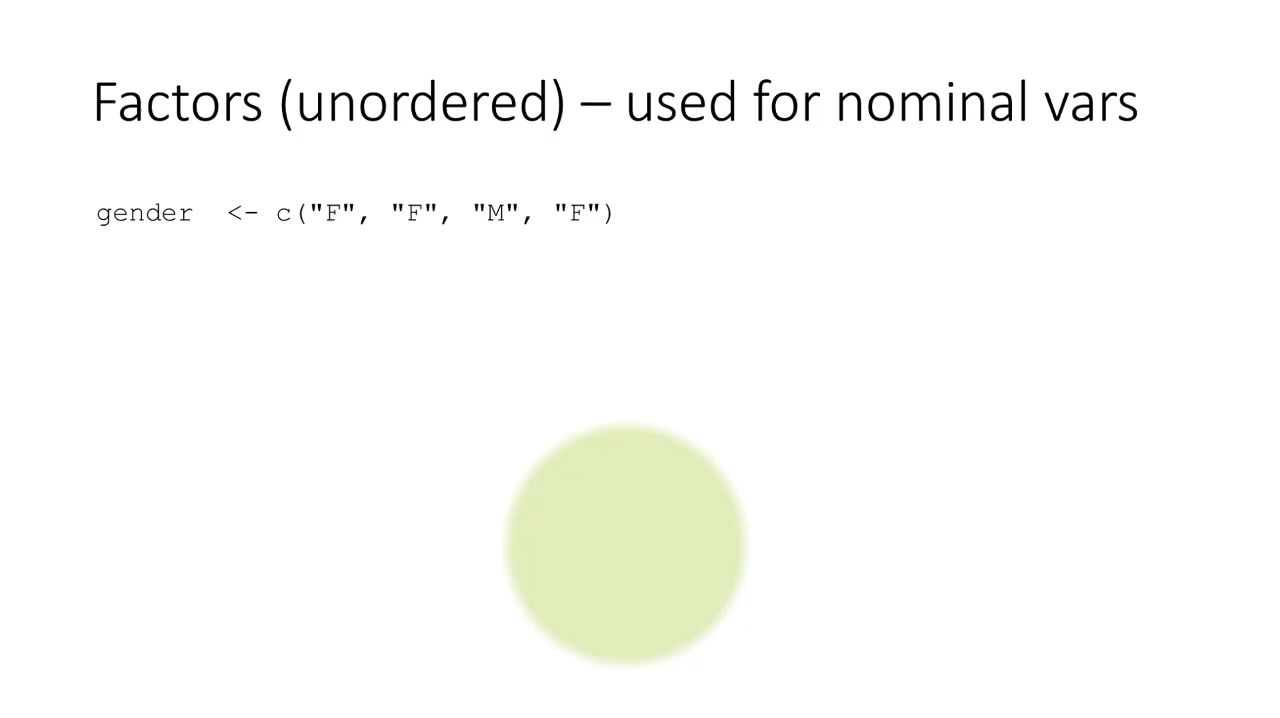 Factors (unordered) – used for nominal vars
gender  <- c("F", "F", "M", "F")